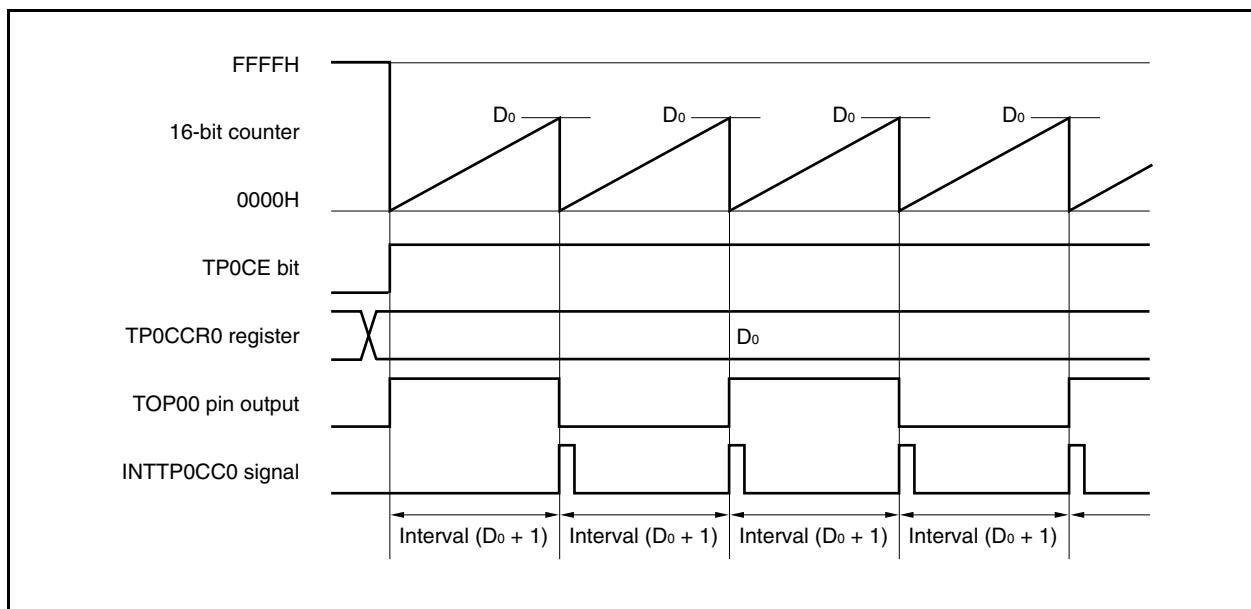 FFFFH
16-bit counter
0000H
D0
D0
D0
D0
TP0CE bit
TP0CCR0 register
D0
TOP00 pin output
INTTP0CC0 signal
Interval (D0 + 1)
Interval (D0 + 1)
Interval (D0 + 1)
Interval (D0 + 1)